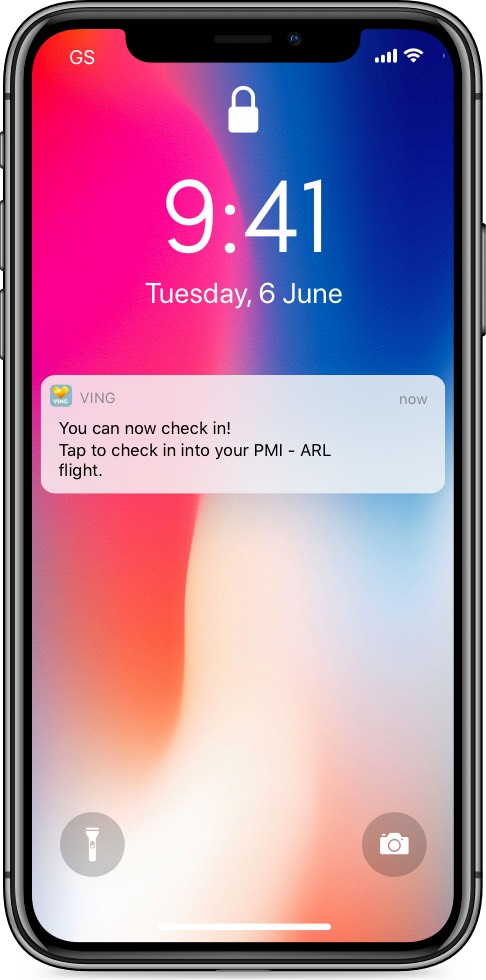 GS
9:41
Tuesday, 6 June
VING
VING
now
You can now check in!
Tap to check in into your PMI - ARL
flight.